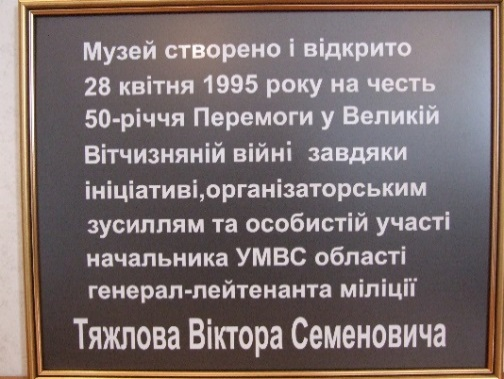 Музей створено і відкрито
28 квітня 1995 року на честь
50-річчя Перемоги у Великій
Вітчизняній війні завдяки
ініціативі,організаторським
зусиллям та особистій участі
начальника УМВС області
генерал-лейтенанта міліції
Тяжлова Віктора Семеновича